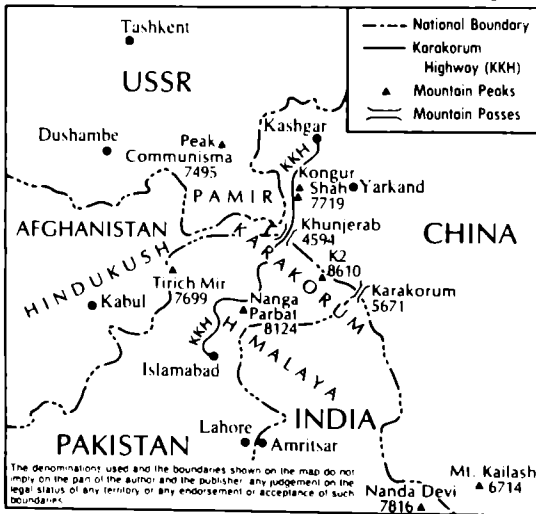 Tashkent
USSR
National Boundary
Karakorum
Highway (KKH)
Mountain Peaks
Mountain Passes
Dushambe
Peak
Communisma
7495
Kashgar
KKH
Kongur
Shah
7719
Yarkand
PAMIR
AFGHANISTAN
Khunjerab
4594
CHINA
KARAKORUM
K2
8610
HINDUKUSH
Tirich Mir
7699
Kabul
Karakorum
5671
Nanga
Parbat
8124
KKH
HIMALAYA
Islamabad
INDIA
PAKISTAN
Lahore
Amritsar
The denominations used and the boundaries shown on the map do not
imply on the part of the author and the publisher any judgement on the
legal status of any territory or any endorsement or acceptance of such
boundaries
Mt. Kailash
6714
Nanda Devi
7816